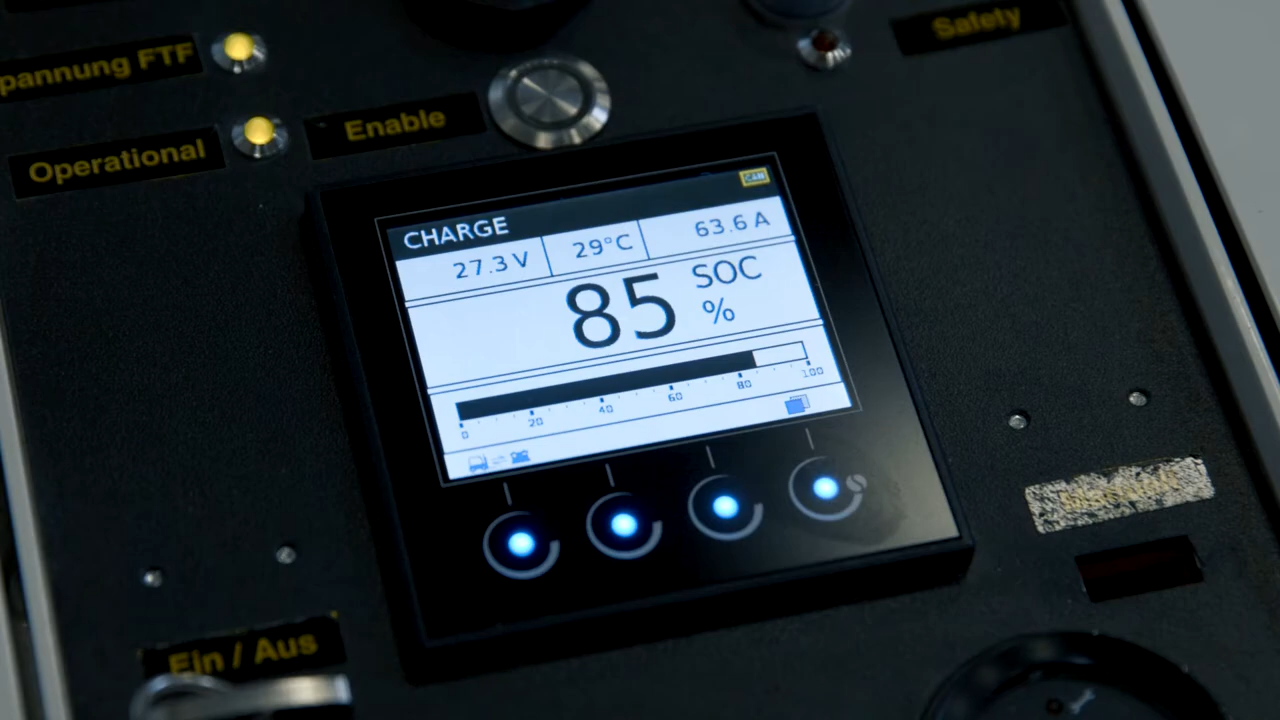 pannung FTF
Safety
Enable
Operational
CAN
CHARGE
27.3 V
29°C
63.6 A
85
SOC
%
0
20
40
60
80
100
Ein / Aus